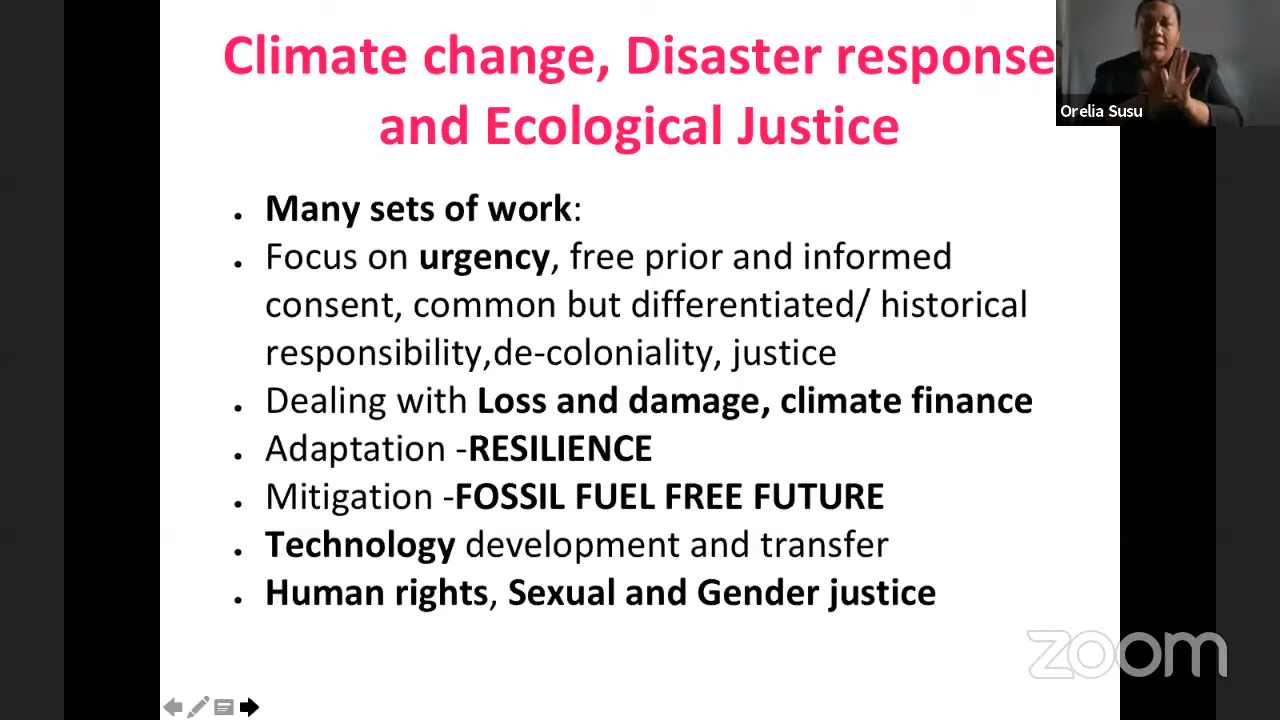 Climate change, Disaster response
and Ecological Justice
Orelia Susu
• Many sets of work:
• Focus on urgency, free prior and informed
consent, common but differentiated/ historical
responsibility,de-coloniality, justice
• Dealing with Loss and damage, climate finance
• Adaptation -RESILIENCE
• Mitigation -FOSSIL FUEL FREE FUTURE
• Technology development and transfer
• Human rights, Sexual and Gender justice
zoom